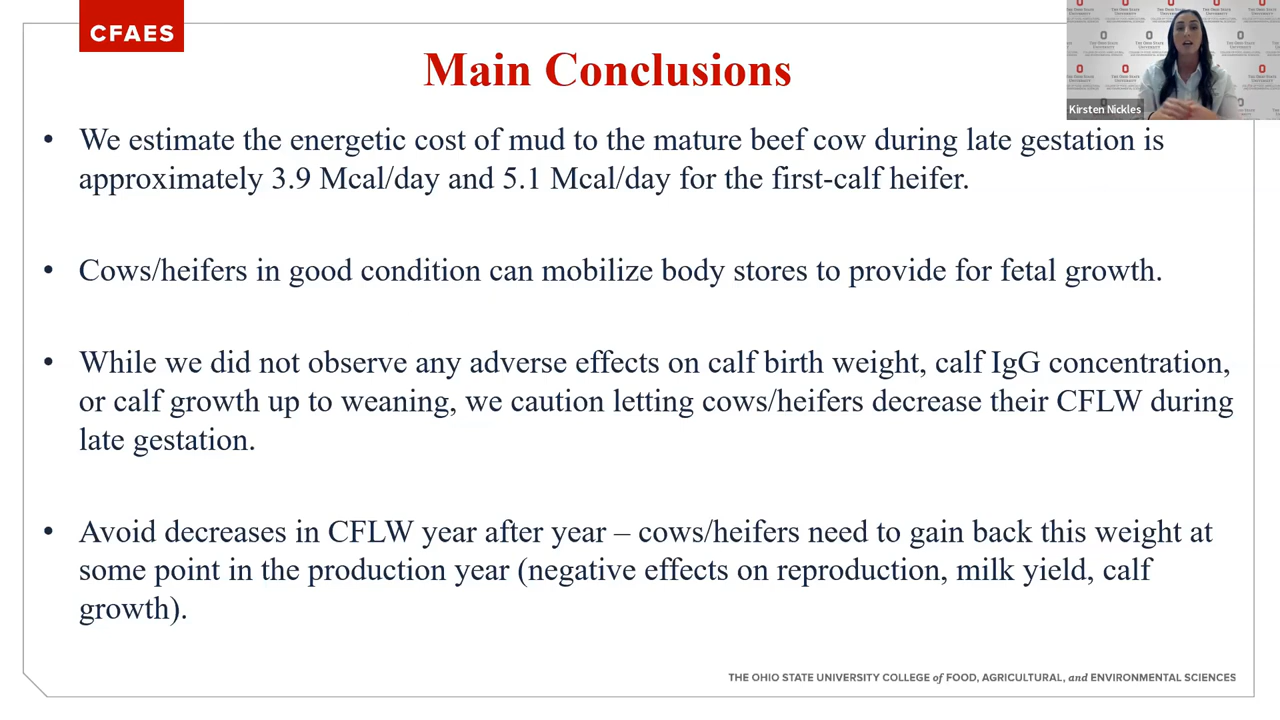 CFAES
Main Conclusions
Kirsten Nickles
• We estimate the energetic cost of mud to the mature beef cow during late gestation is
approximately 3.9 Mcal/day and 5.1 Mcal/day for the first-calf heifer.
• Cows/heifers in good condition can mobilize body stores to provide for fetal growth.
• While we did not observe any adverse effects on calf birth weight, calf IgG concentration,
or calf growth up to weaning, we caution letting cows/heifers decrease their CFLW during
late gestation.
• Avoid decreases in CFLW year after year – cows/heifers need to gain back this weight at
some point in the production year (negative effects on reproduction, milk yield, calf
growth).
THE OHIO STATE UNIVERSITY COLLEGE of FOOD, AGRICULTURAL, and ENVIRONMENTAL SCIENCES